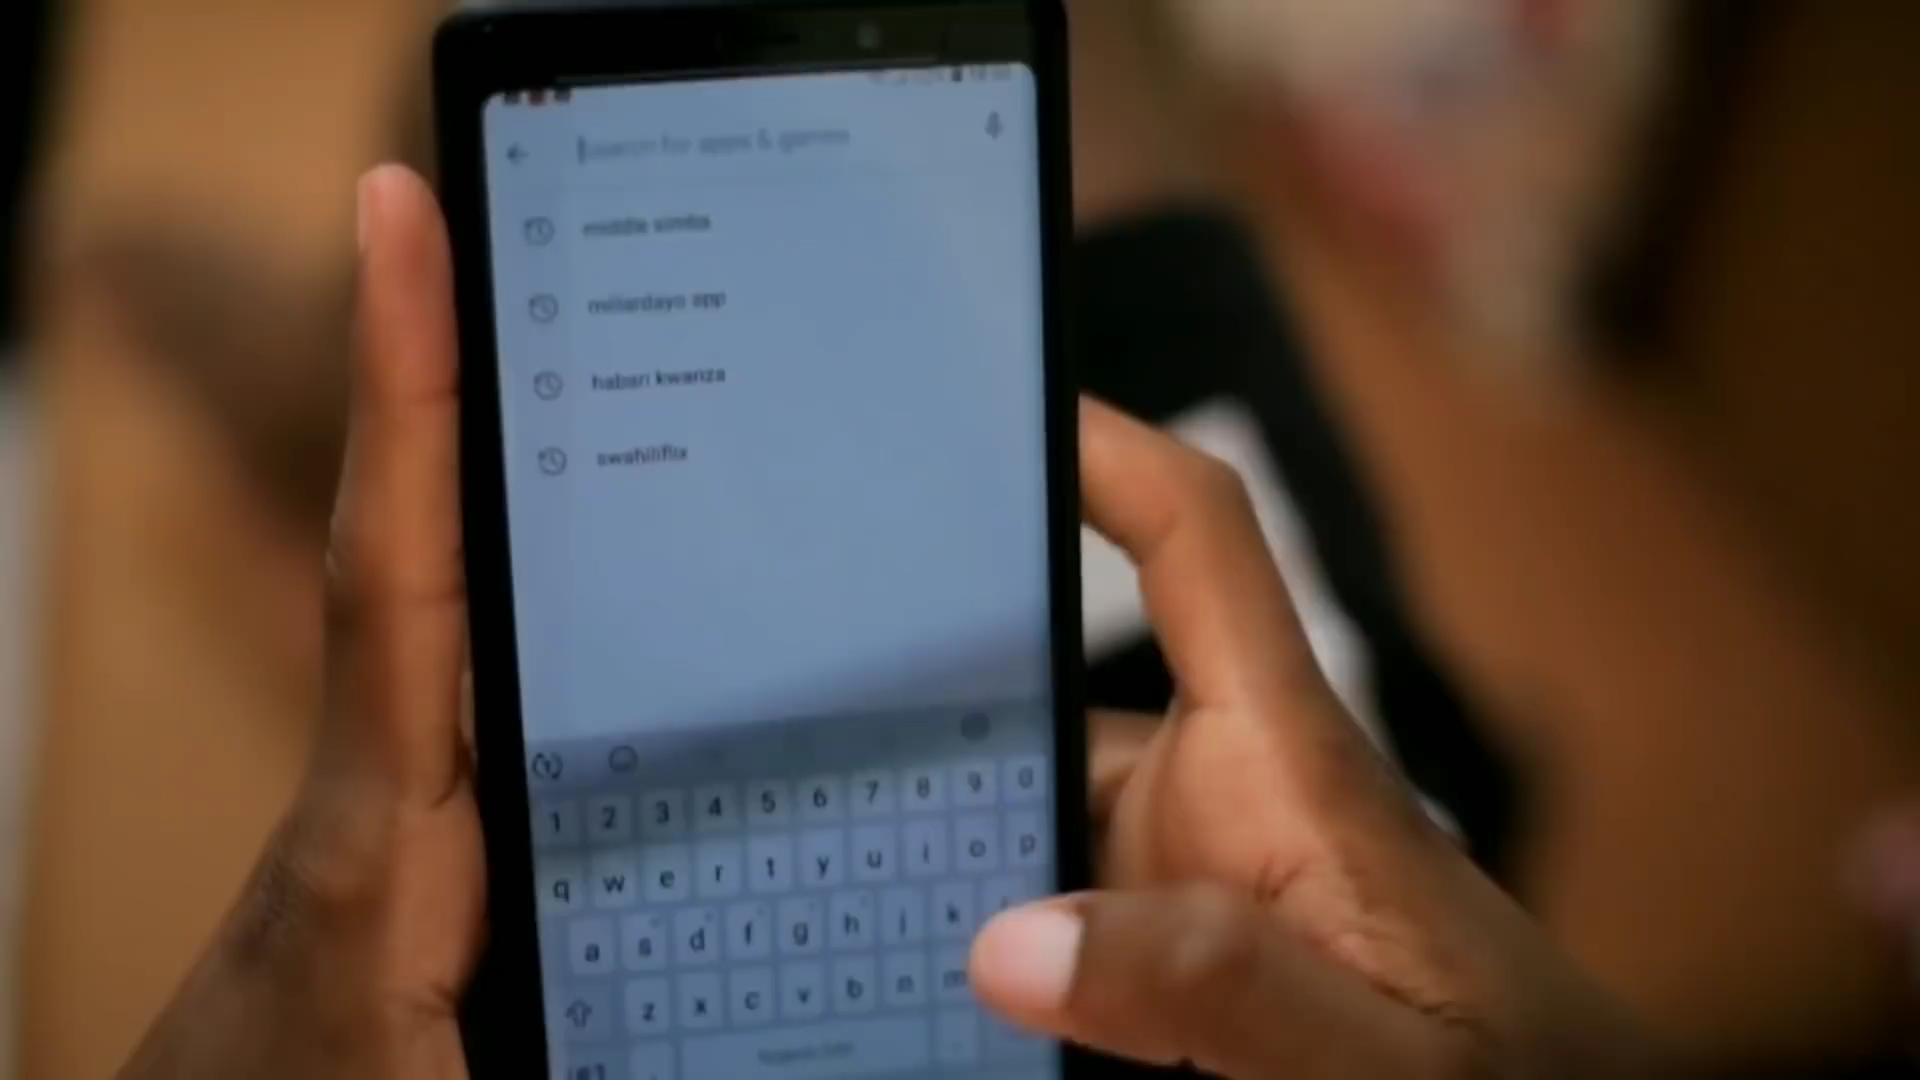 Search for apps & games
middle simba
millardayo app
habari kwanza
swahiliflix
1 2 3 4 5 6 7 8 9 0
q w e r t y u i o p
a s d f g h j k
z x c v b n m